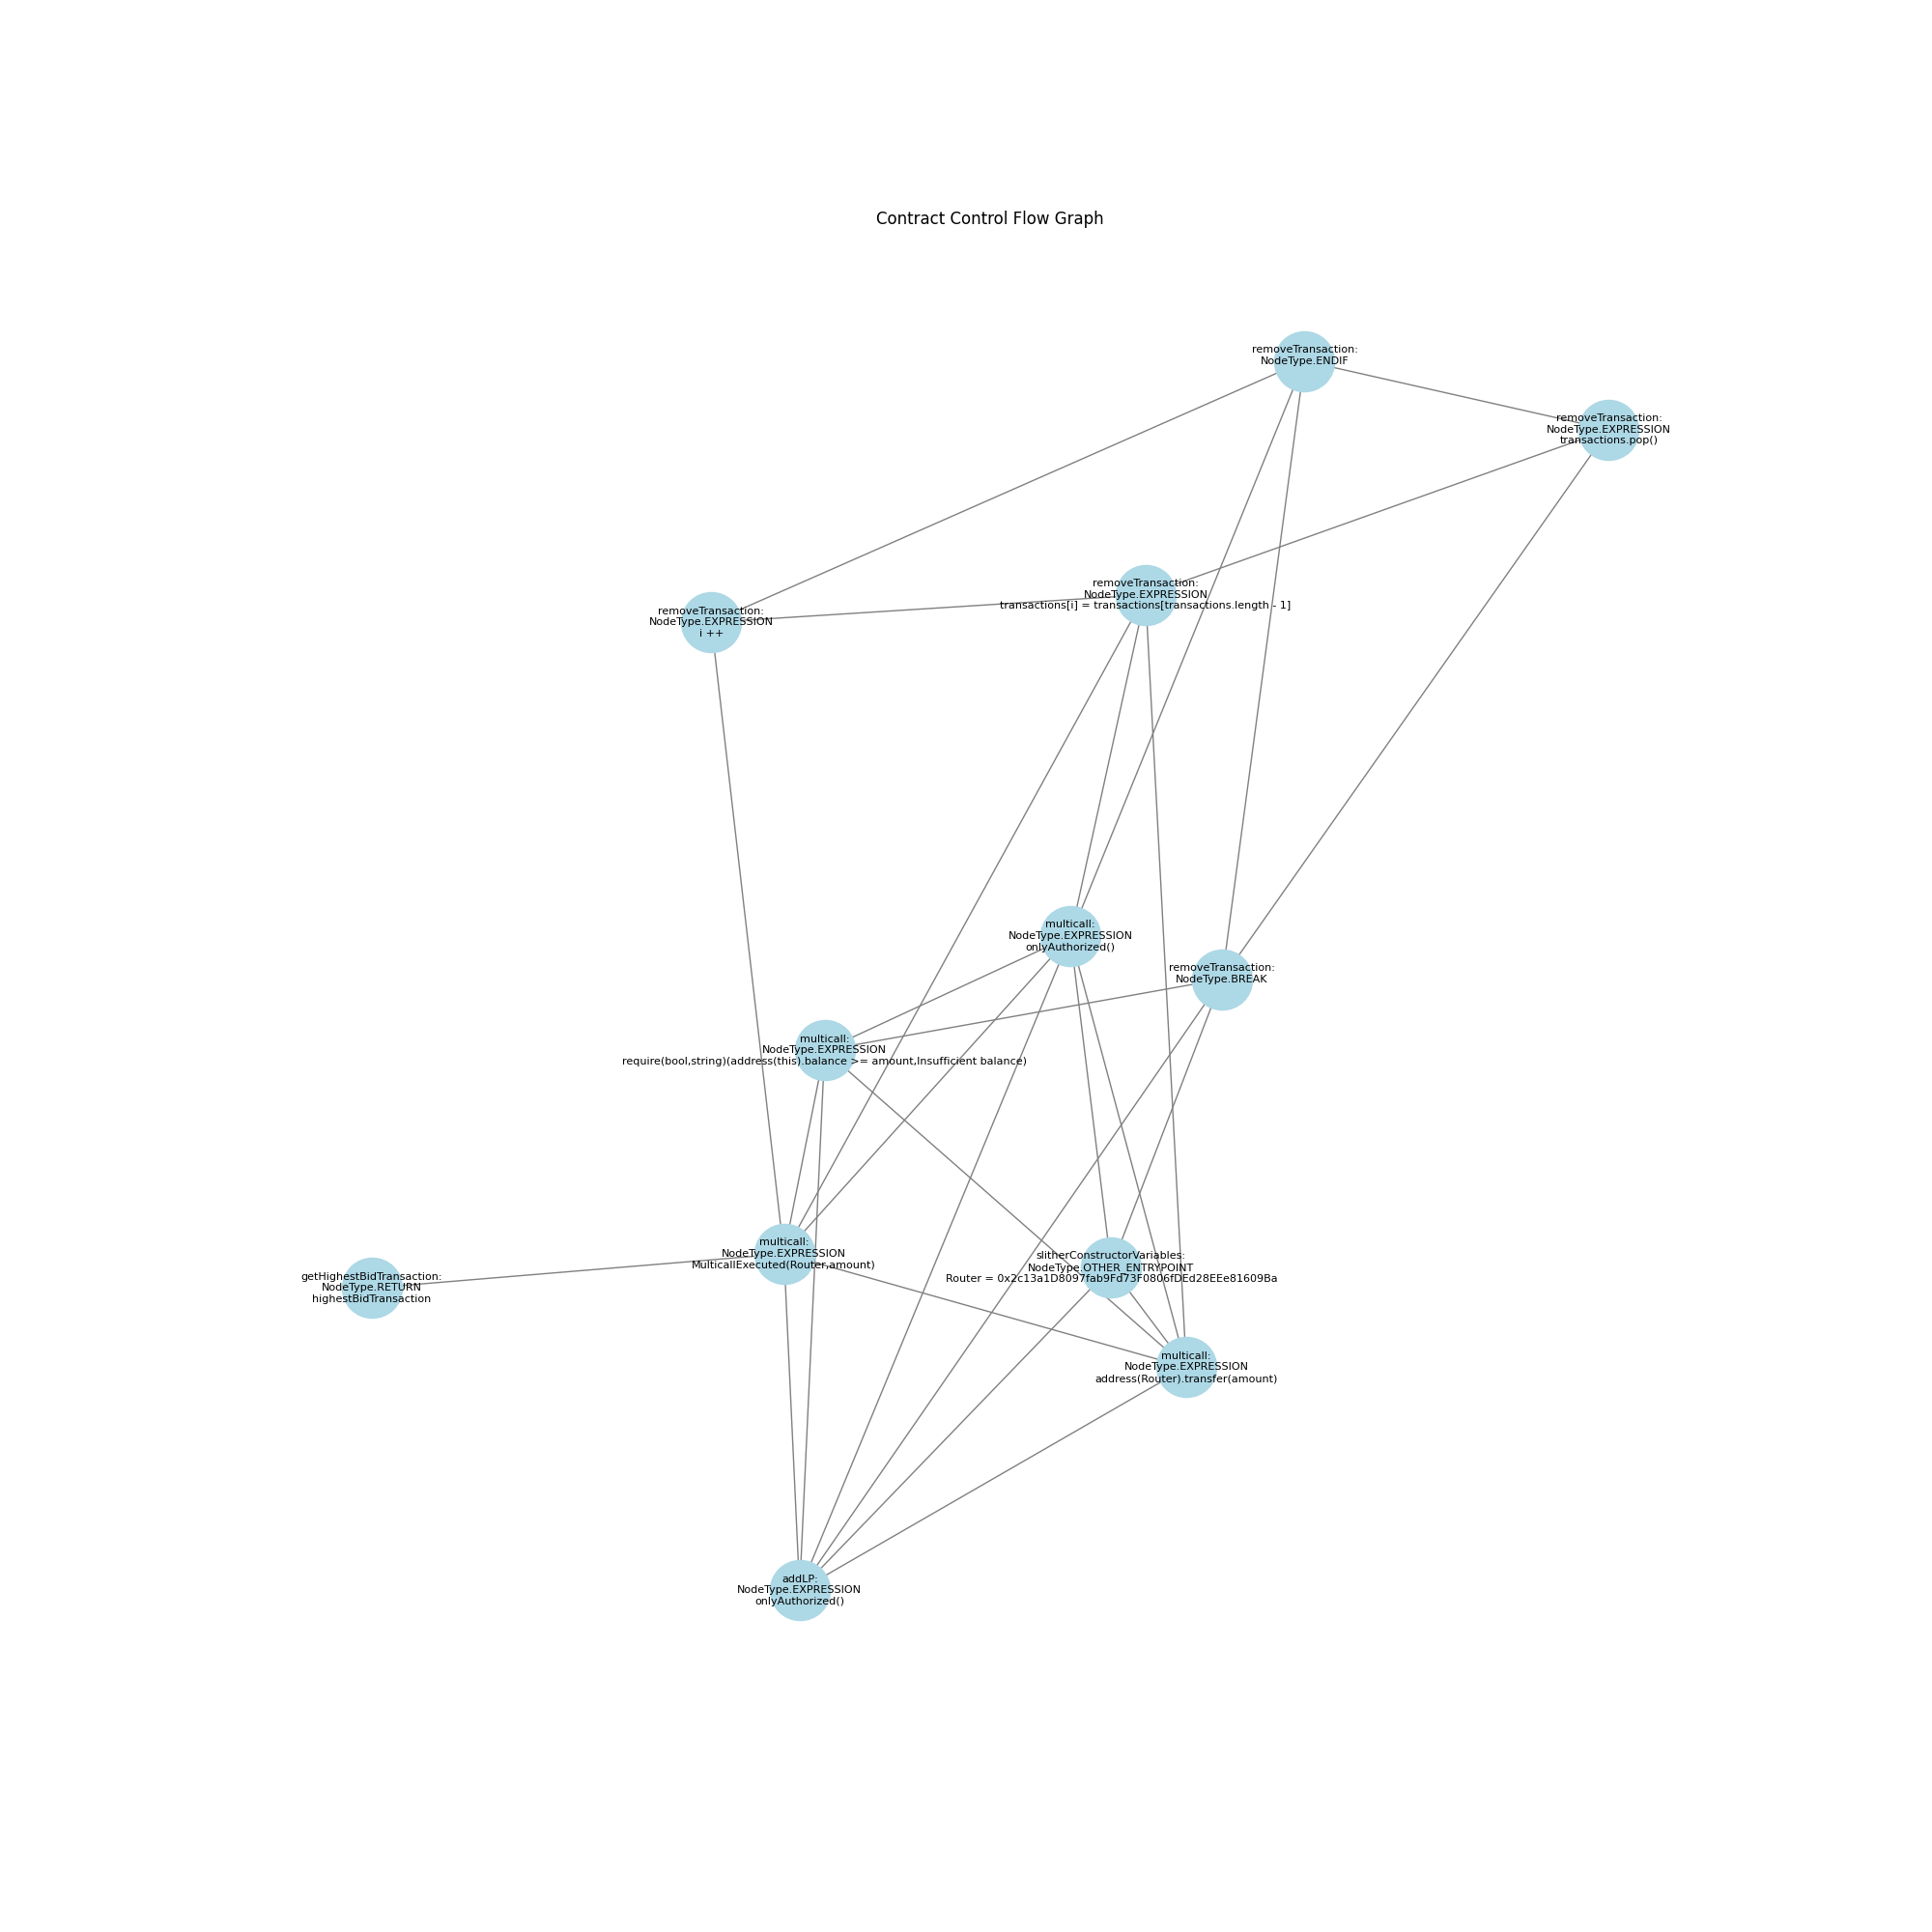 Contract Control Flow Graph
removeTransaction:
NodeType.ENDIF
removeTransaction:
NodeType.EXPRESSION
transactions.pop()
removeTransaction:
NodeType.EXPRESSION
transactions[i] = transactions[transactions.length - 1]
removeTransaction:
NodeType.EXPRESSION
i ++
multicall:
NodeType.EXPRESSION
onlyAuthorized()
removeTransaction:
NodeType.BREAK
multicall:
NodeType.EXPRESSION
require(bool,string)(address(this).balance >= amount,Insufficient balance)
multicall:
NodeType.EXPRESSION
MulticallExecuted(Router,amount)
slitherConstructorVariables:
NodeType.OTHER_ENTRYPOINT
Router = 0x2c13a1D8097fab9Fd73F0806fDEd28EEe81609Ba
getHighestBidTransaction:
NodeType.RETURN
highestBidTransaction
multicall:
NodeType.EXPRESSION
address(Router).transfer(amount)
addLP:
NodeType.EXPRESSION
onlyAuthorized()